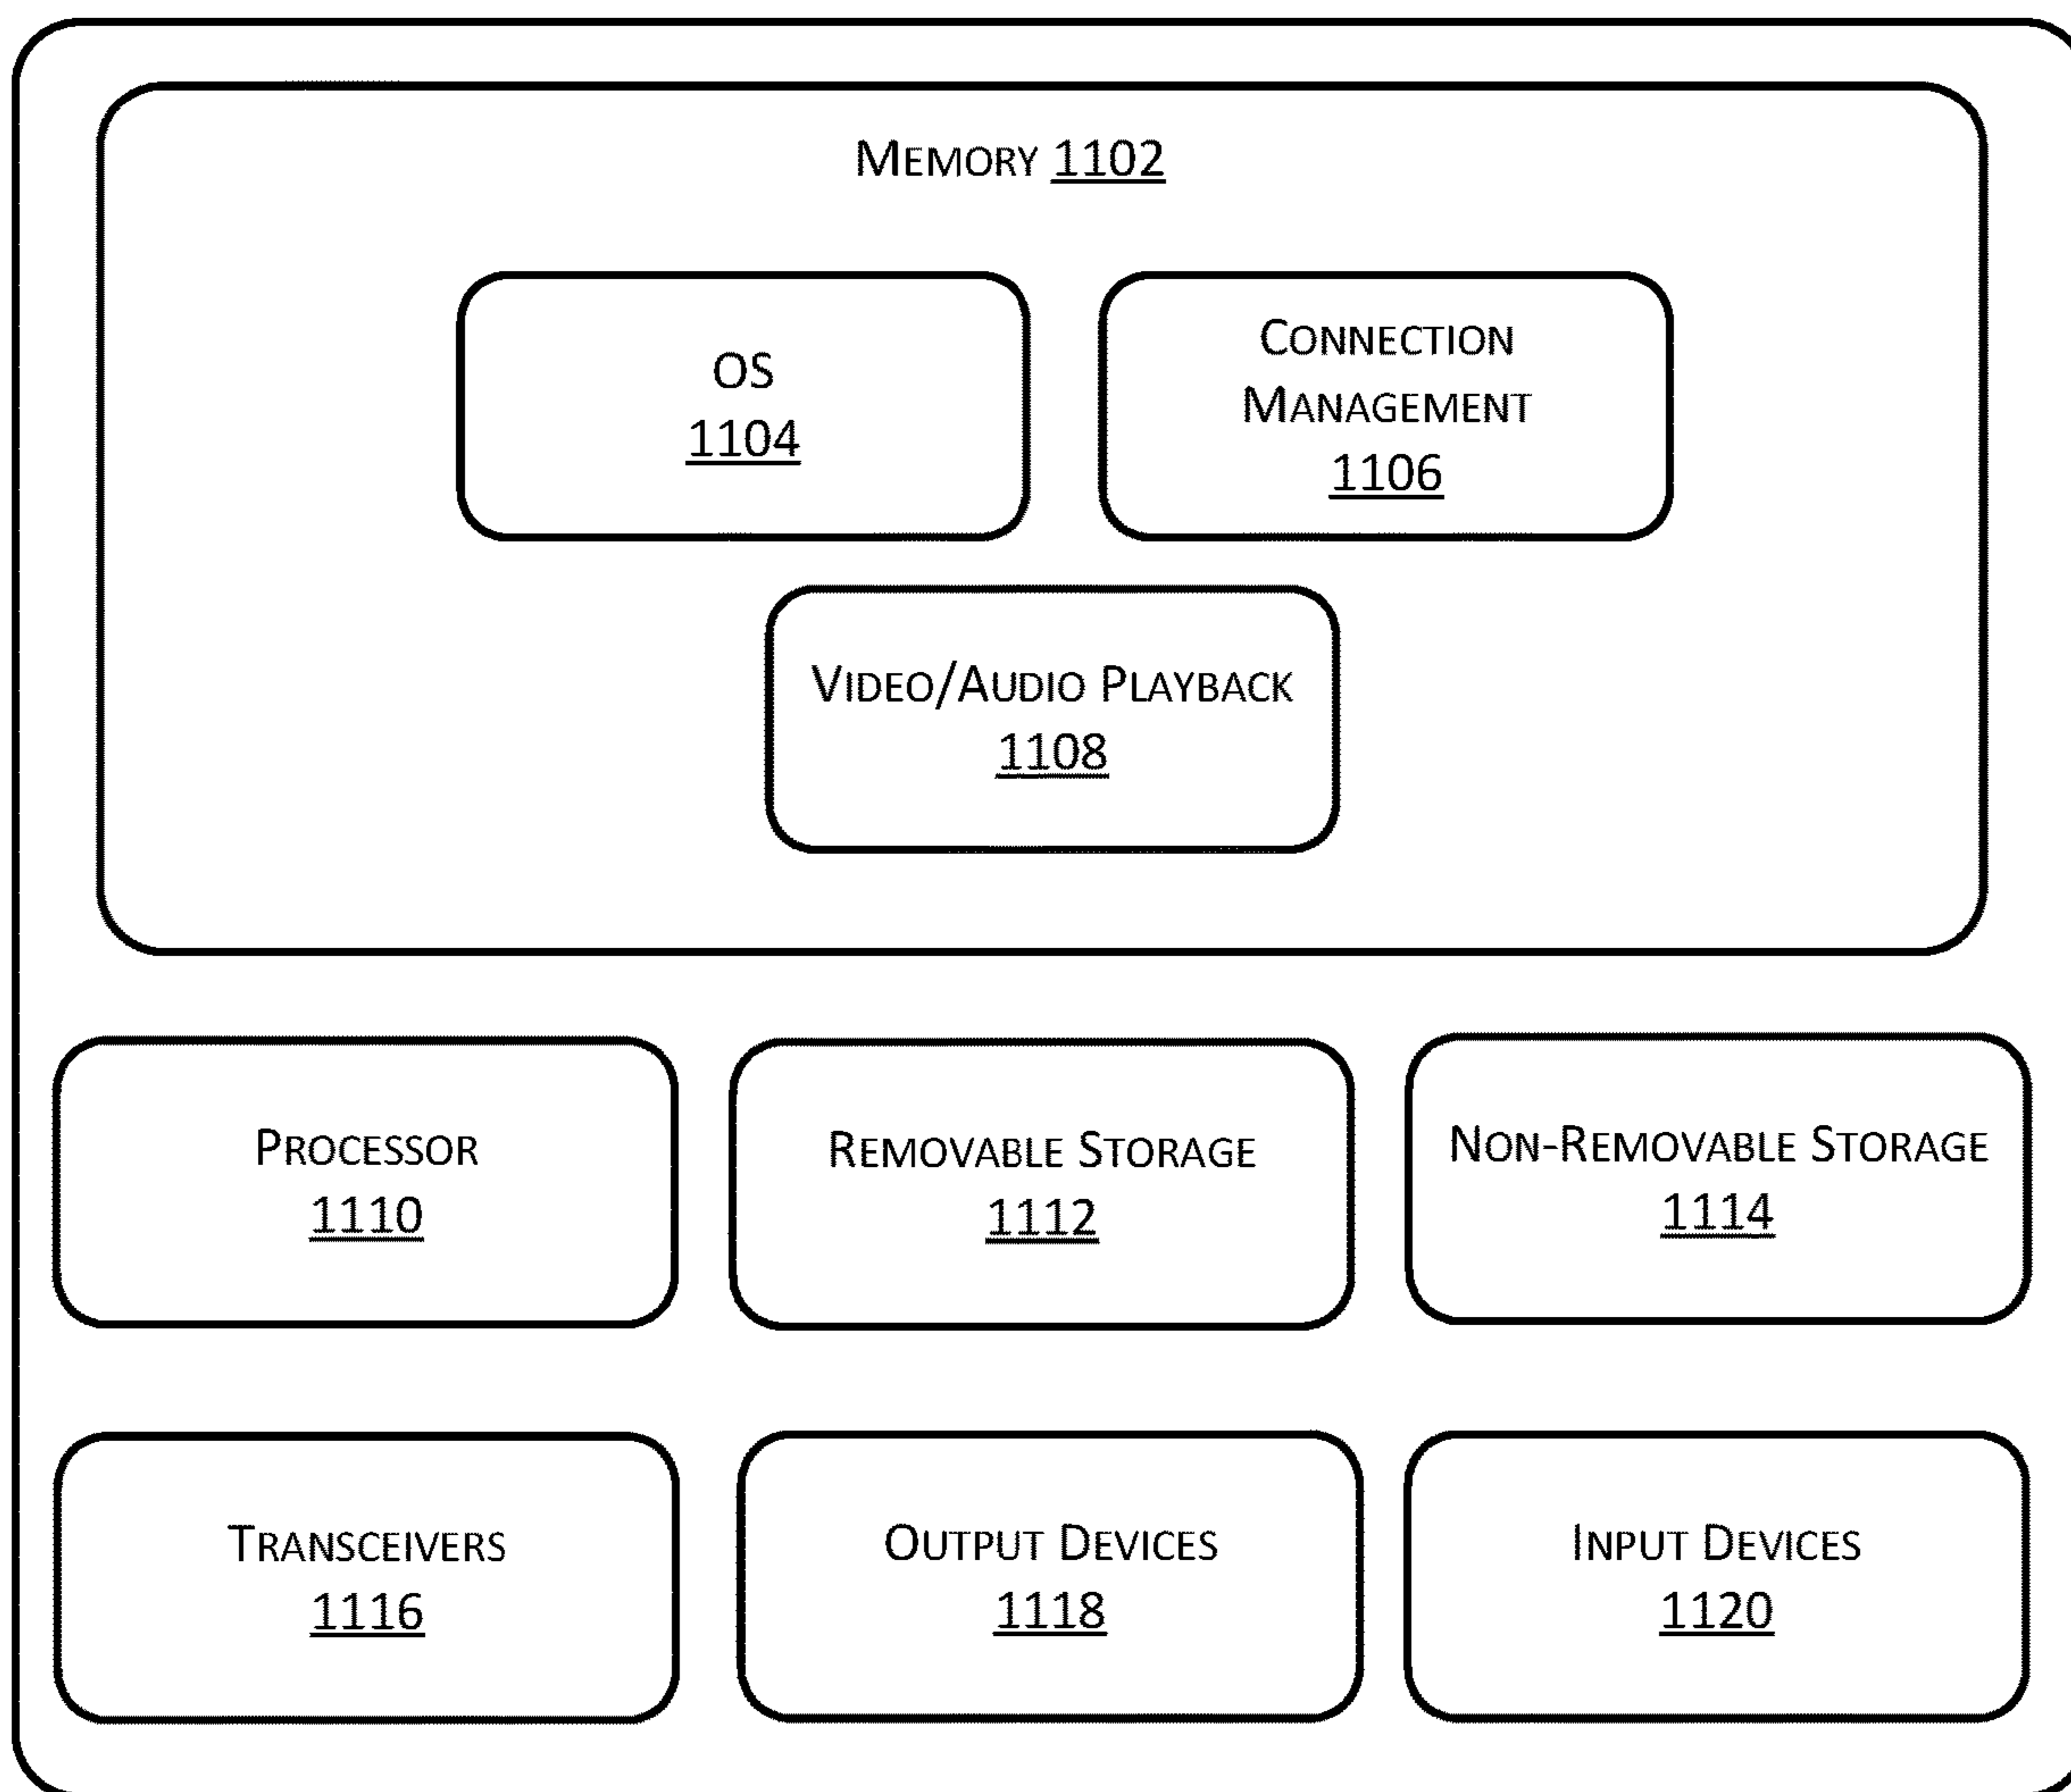 MEMORY 1102
OS
1104
CONNECTION
MANAGEMENT
1106
VIDEO/AUDIO PLAYBACK
1108
PROCESSOR
1110
REMOVABLE STORAGE
1112
NON-REMOVABLE STORAGE
1114
TRANSCEIVERS
1116
OUTPUT DEVICES
1118
INPUT DEVICES
1120